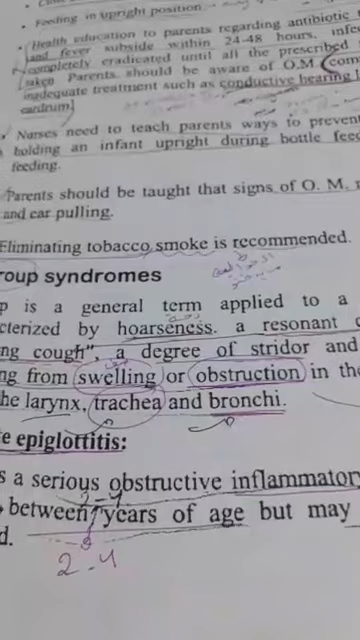 • Feeding in upright position
• Health education to parents regarding antibiotic
and fever subside within 24-48 hours, infe
completely eradicated until all the prescribed
taken. Parents should be aware of O.M (com
inadequate treatment such as conductive hearing l
eardrum]
Nurses need to teach parents ways to prevent
holding an infant upright during bottle feed
feeding.
Parents should be taught that signs of O. M.
and ear pulling.
Eliminating tobacco smoke is recommended.
roup syndromes
p is a general term applied to a
cterized by hoarseness. a resonant
ng cough", a degree of stridor and
ng from swelling or obstruction in the
he larynx, trachea and bronchi.
e epiglottitis:
s a serious obstructive inflammatory
2-4
between years of age but may
d.
2-4